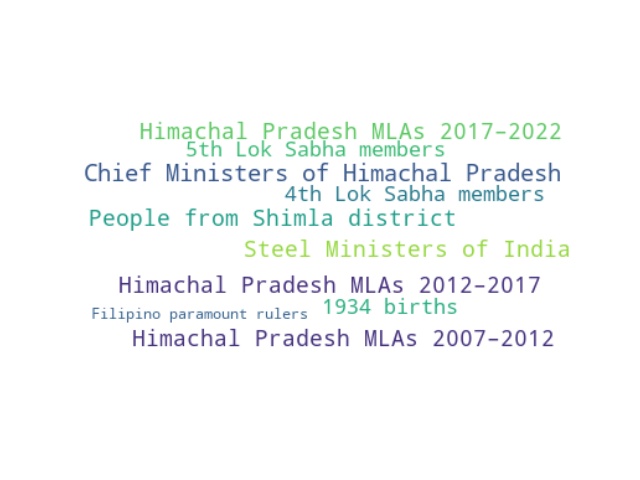 Himachal Pradesh MLAs 2017–2022
5th Lok Sabha members
Chief Ministers of Himachal Pradesh
4th Lok Sabha members
People from Shimla district
Steel Ministers of India
Himachal Pradesh MLAs 2012–2017
1934 births
Filipino paramount rulers
Himachal Pradesh MLAs 2007–2012